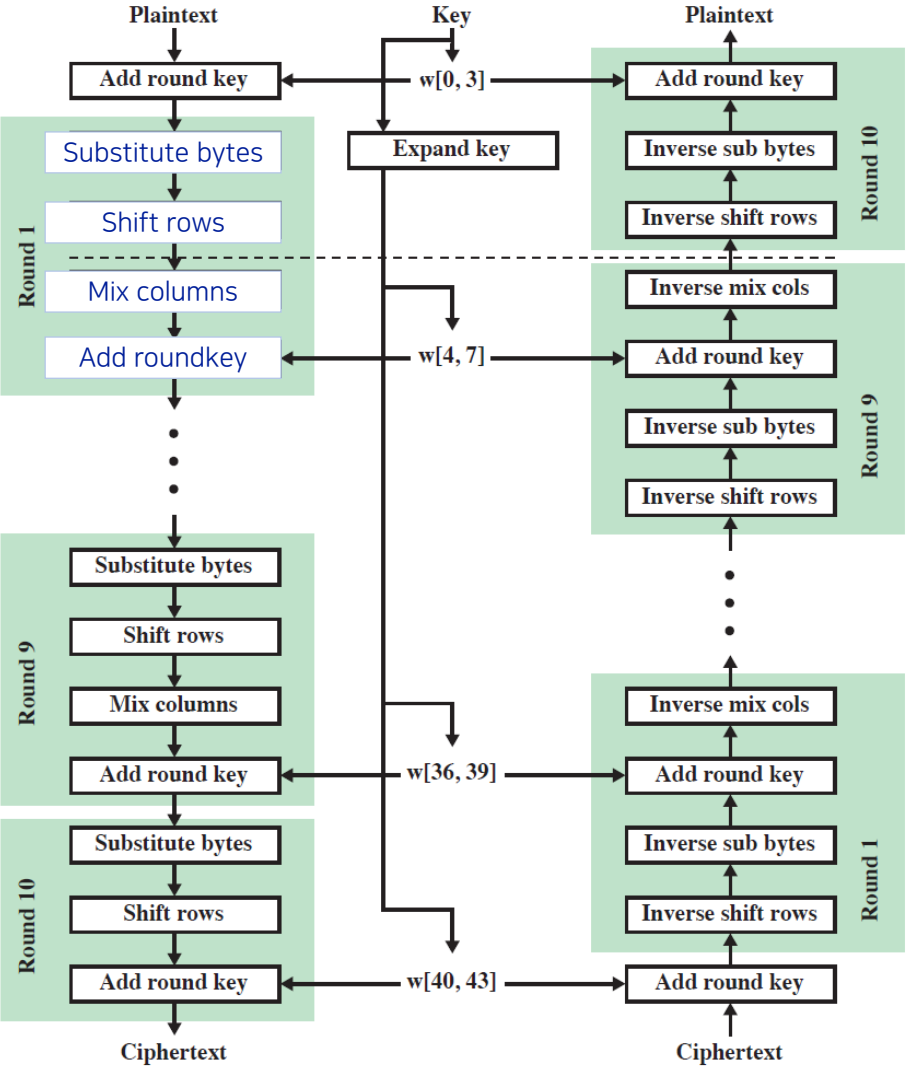 Plaintext
Add round key
Round 1
Substitute bytes
Shift rows
Mix columns
Add roundkey
Round 9
Substitute bytes
Shift rows
Mix columns
Add round key
Round 10
Substitute bytes
Shift rows
Add round key
Ciphertext
Key
w[0, 3]
Expand key
w[4, 7]
w[36, 39]
w[40, 43]
Plaintext
Add round key
Inverse sub bytes
Inverse shift rows
Round 10
Inverse mix cols
Add round key
Inverse sub bytes
Inverse shift rows
Round 9
Inverse mix cols
Add round key
Inverse sub bytes
Inverse shift rows
Round 1
Add round key
Ciphertext